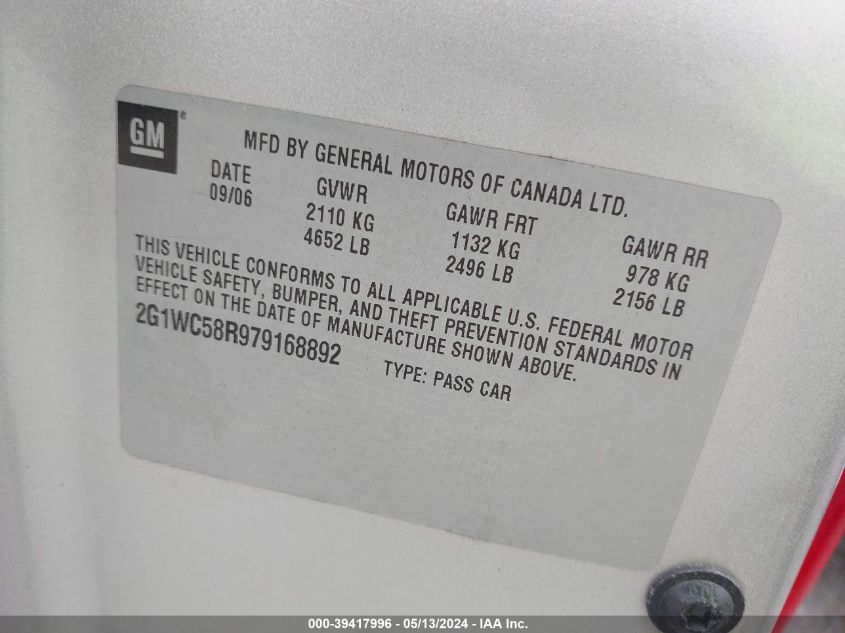 GM ®
MFD BY GENERAL MOTORS OF CANADA LTD.
DATE GVWR GAWR FRT GAWR RR
09/06 2110 KG 1132 KG 978 KG
4652 LB 2496 LB 2156 LB
THIS VEHICLE CONFORMS TO ALL APPLICABLE U.S. FEDERAL MOTOR
VEHICLE SAFETY, BUMPER, AND THEFT PREVENTION STANDARDS IN
EFFECT ON THE DATE OF MANUFACTURE SHOWN ABOVE.
2G1WC58R979168892 TYPE: PASS CAR
000-39417996 - 05/13/2024 - IAA Inc.